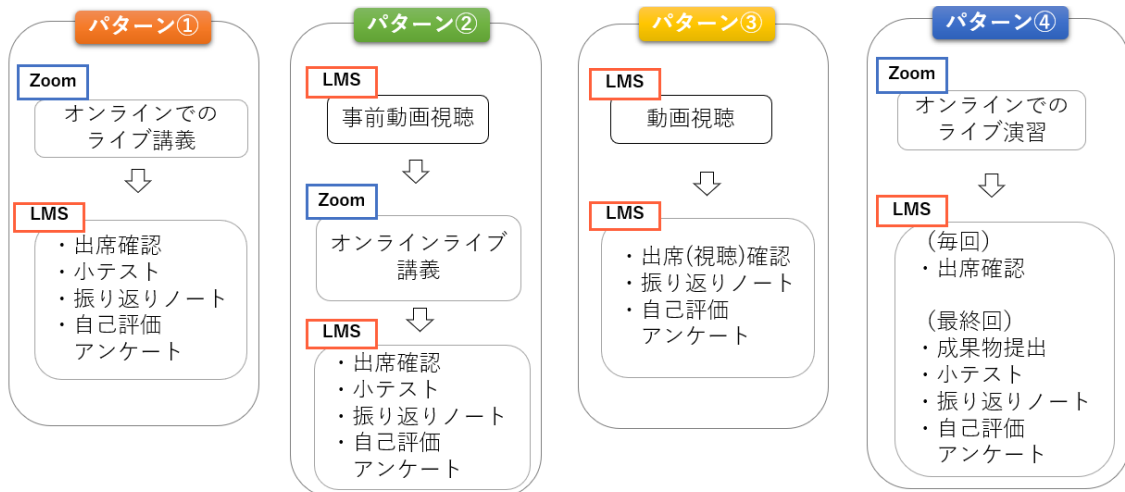 パターン①
Zoom
オンラインでの
ライブ講義
LMS
・出席確認
・小テスト
・振り返りノート
・自己評価
アンケート
パターン②
LMS
事前動画視聴
Zoom
オンラインライブ
講義
LMS
・出席確認
・小テスト
・振り返りノート
・自己評価
アンケート
パターン③
LMS
動画視聴
LMS
・出席(視聴)確認
・振り返りノート
・自己評価
アンケート
パターン④
Zoom
オンラインでの
ライブ演習
LMS
(毎回)
・出席確認
(最終回)
・成果物提出
・小テスト
・振り返りノート
・自己評価
アンケート